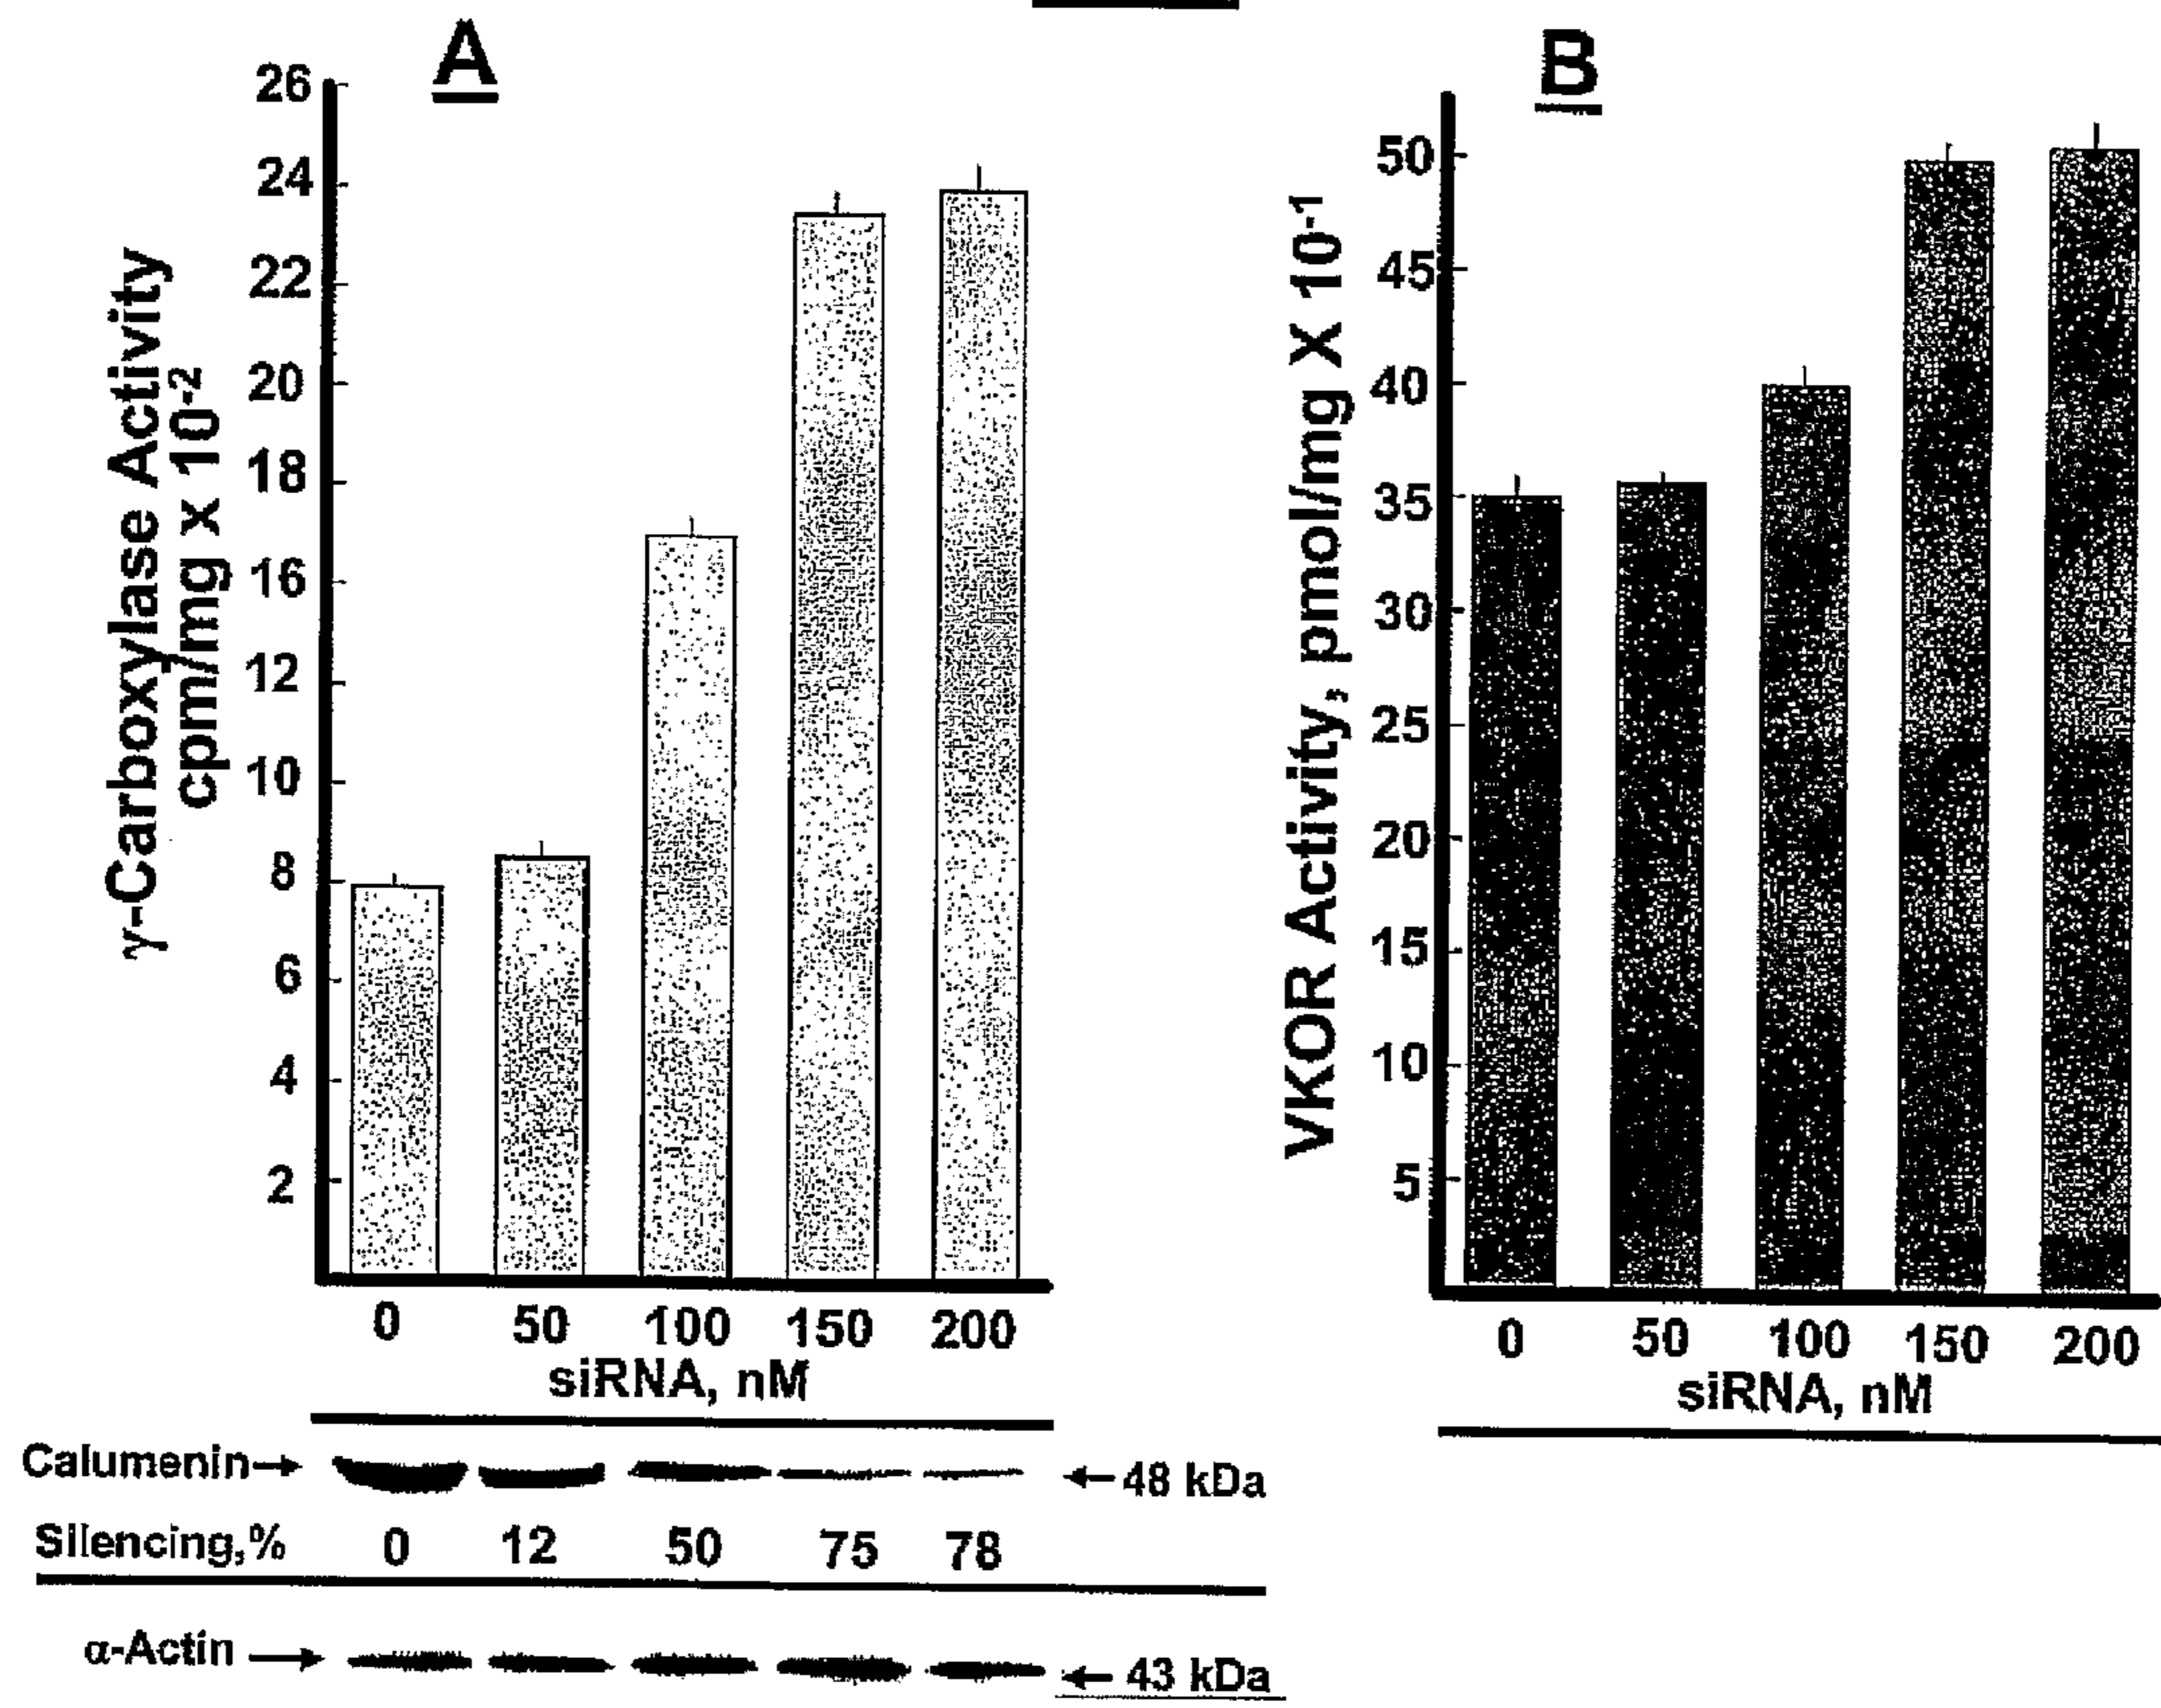 A
26
24
22
20
18
16
12
10
8
6
4
2
γ-Carboxylase Activity
cpm/mg x 10-2
0 50 100 150 200
siRNA, nM
Calumenin 48 kDa
Silencing,% 0 12 50 75 78
α-Actin 43 kDa
B
50
45
40
35
30
25
20
15
10
5
VKOR Activity, pmol/mg X 10-1
0 50 100 150 200
siRNA, nM